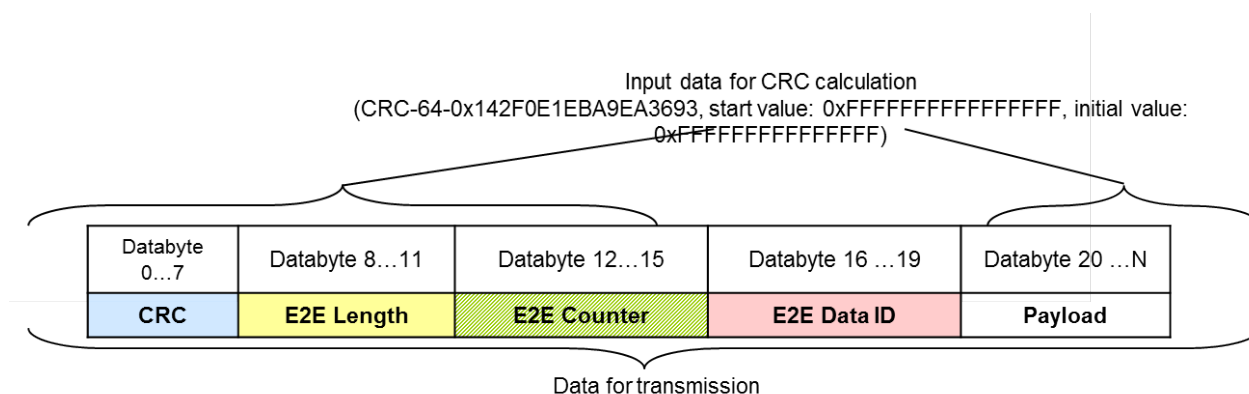 Input data for CRC calculation
(CRC-64-0x142F0E1EBA9EA3693, start value: 0xFFFFFFFFFFFFFFFF, initial value:
0xFFFFFFFFFFFFFFF)
Databyte
0…7
Databyte 8…11
Databyte 12…15
Databyte 16 …19
Databyte 20 …N
CRC
E2E Length
E2E Counter
E2E Data ID
Payload
Data for transmission